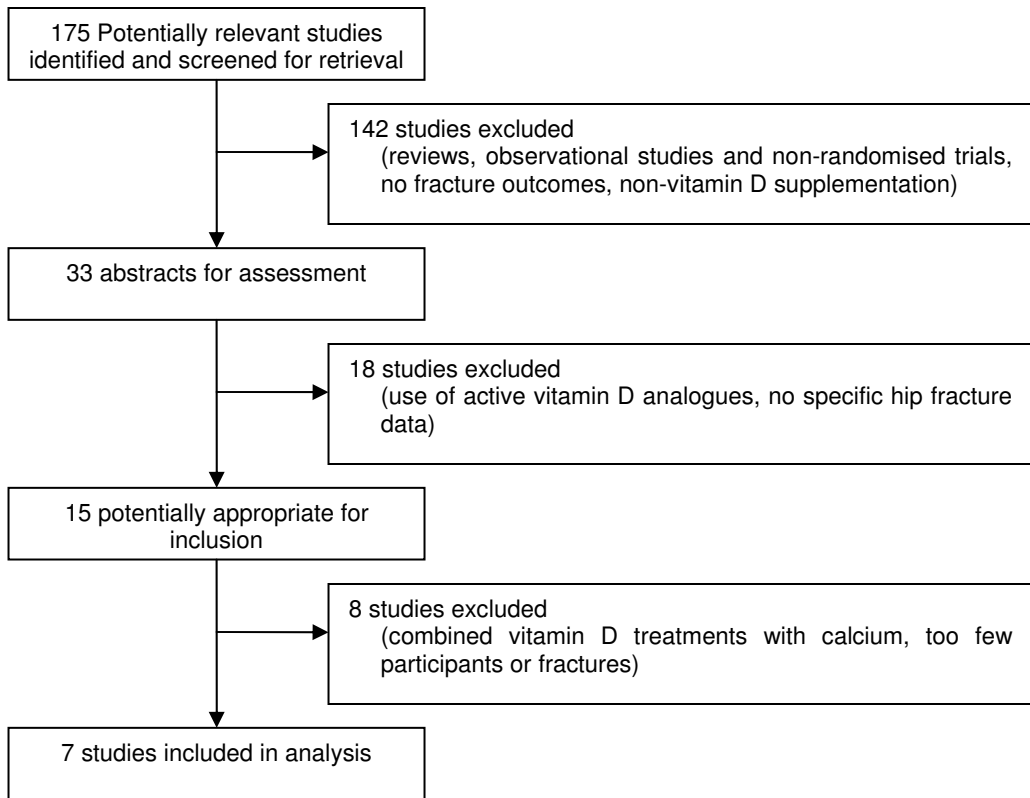 175 Potentially relevant studies
identified and screened for retrieval
142 studies excluded
(reviews, observational studies and non-randomised trials,
no fracture outcomes, non-vitamin D supplementation)
33 abstracts for assessment
18 studies excluded
(use of active vitamin D analogues, no specific hip fracture
data)
15 potentially appropriate for
inclusion
8 studies excluded
(combined vitamin D treatments with calcium, too few
participants or fractures)
7 studies included in analysis